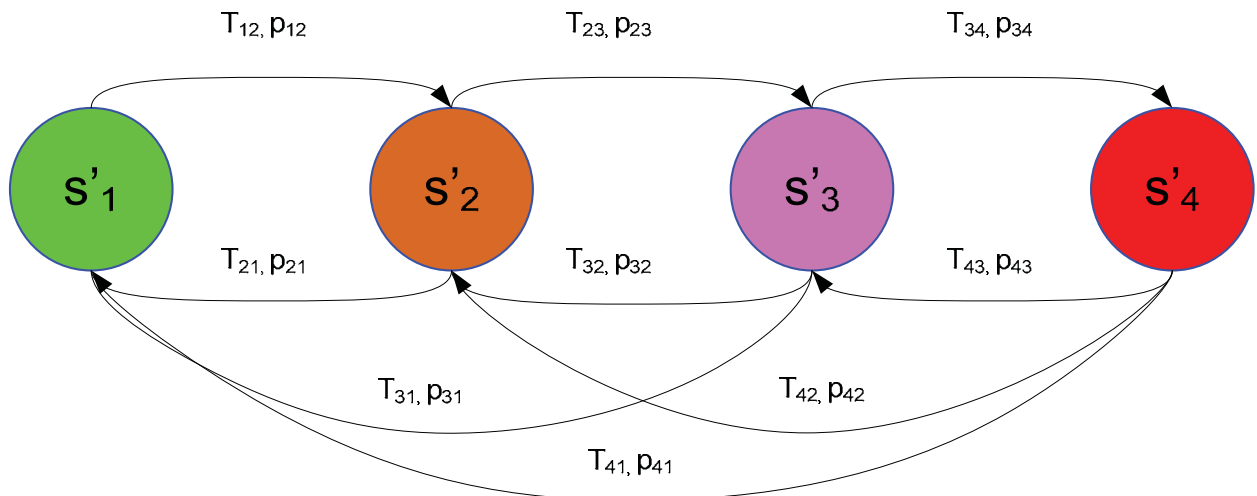 T₁₂, p₁₂
T₂₃, p₂₃
T₃₄, p₃₄
s’₁
s’₂
s’₃
s’₄
T₂₁, p₂₁
T₃₂, p₃₂
T₄₃, p₄₃
T₃₁, p₃₁
T₄₂, p₄₂
T₄₁, p₄₁